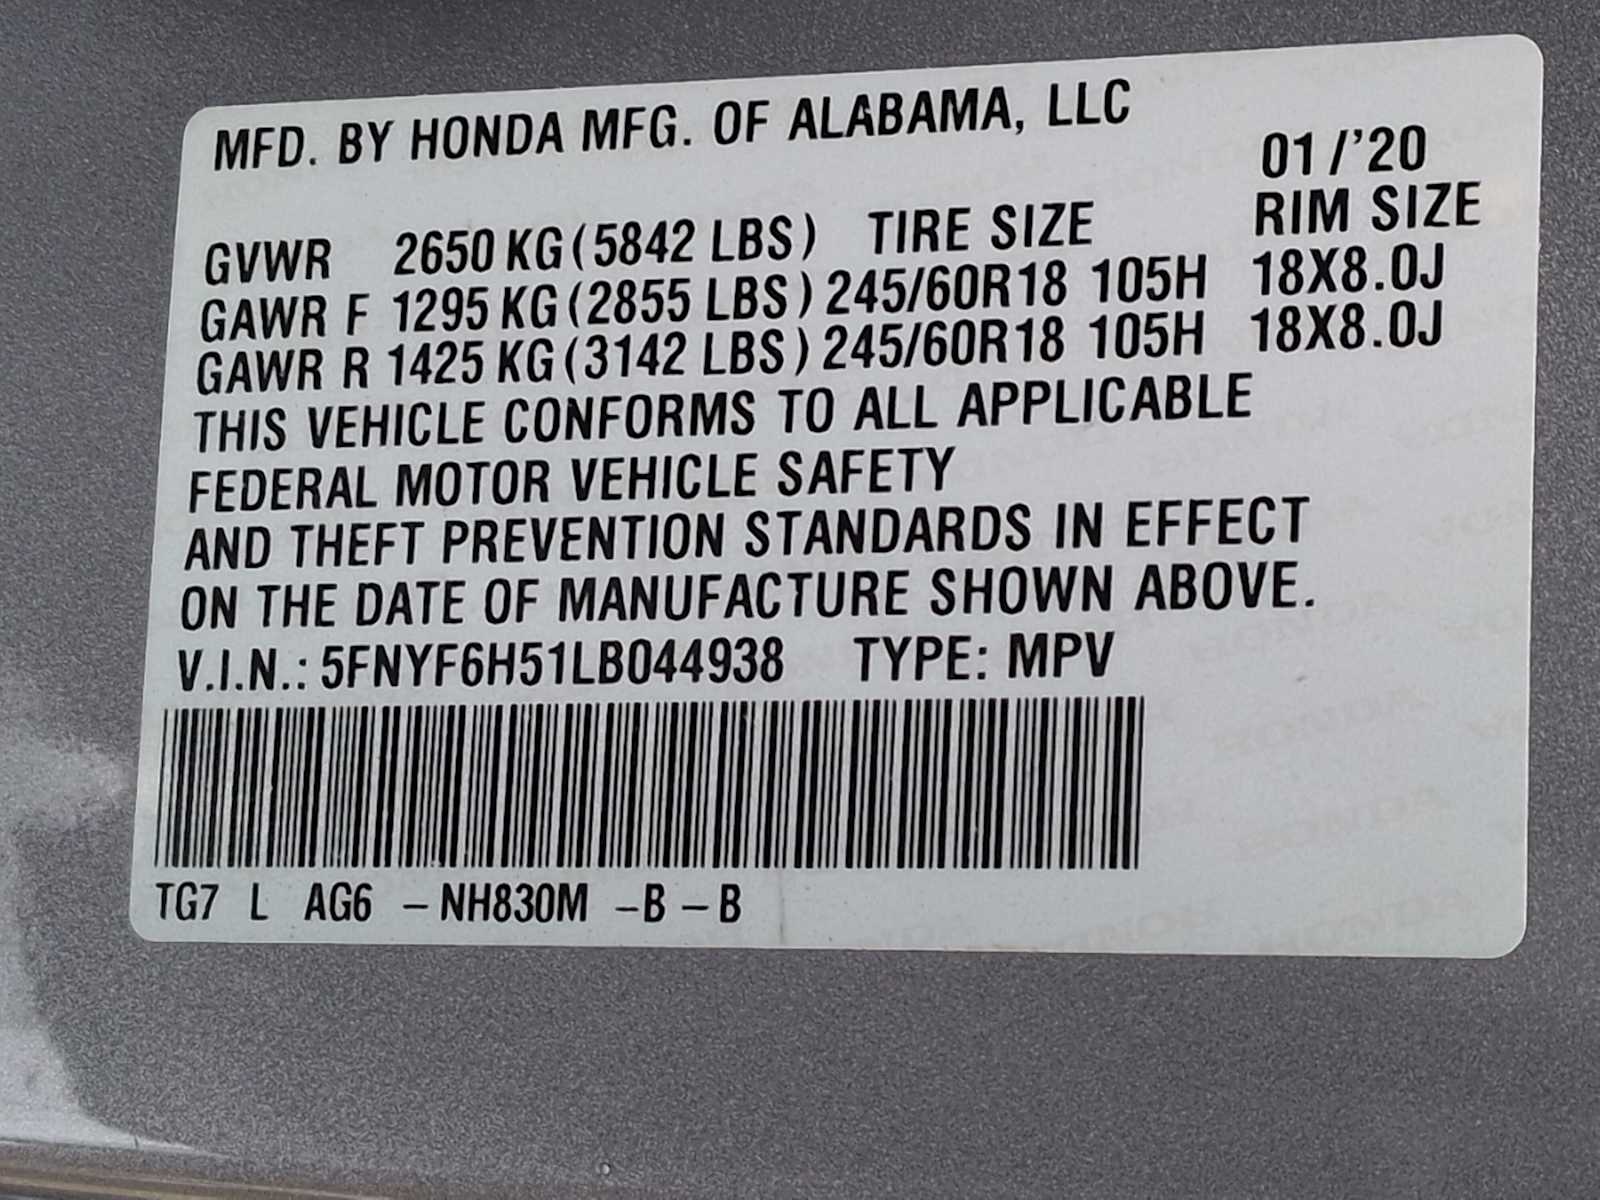 MFD. BY HONDA MFG. OF ALABAMA, LLC
01/'20
GVWR 2650 KG (5842 LBS) TIRE SIZE RIM SIZE
GAWR F 1295 KG (2855 LBS) 245/60R18 105H 18X8.0J
GAWR R 1425 KG (3142 LBS) 245/60R18 105H 18X8.0J
THIS VEHICLE CONFORMS TO ALL APPLICABLE
FEDERAL MOTOR VEHICLE SAFETY
AND THEFT PREVENTION STANDARDS IN EFFECT
ON THE DATE OF MANUFACTURE SHOWN ABOVE.
V.I.N.: 5FNYF6H51LB044938 TYPE: MPV
TG7 L AG6 -NH830M -B-B